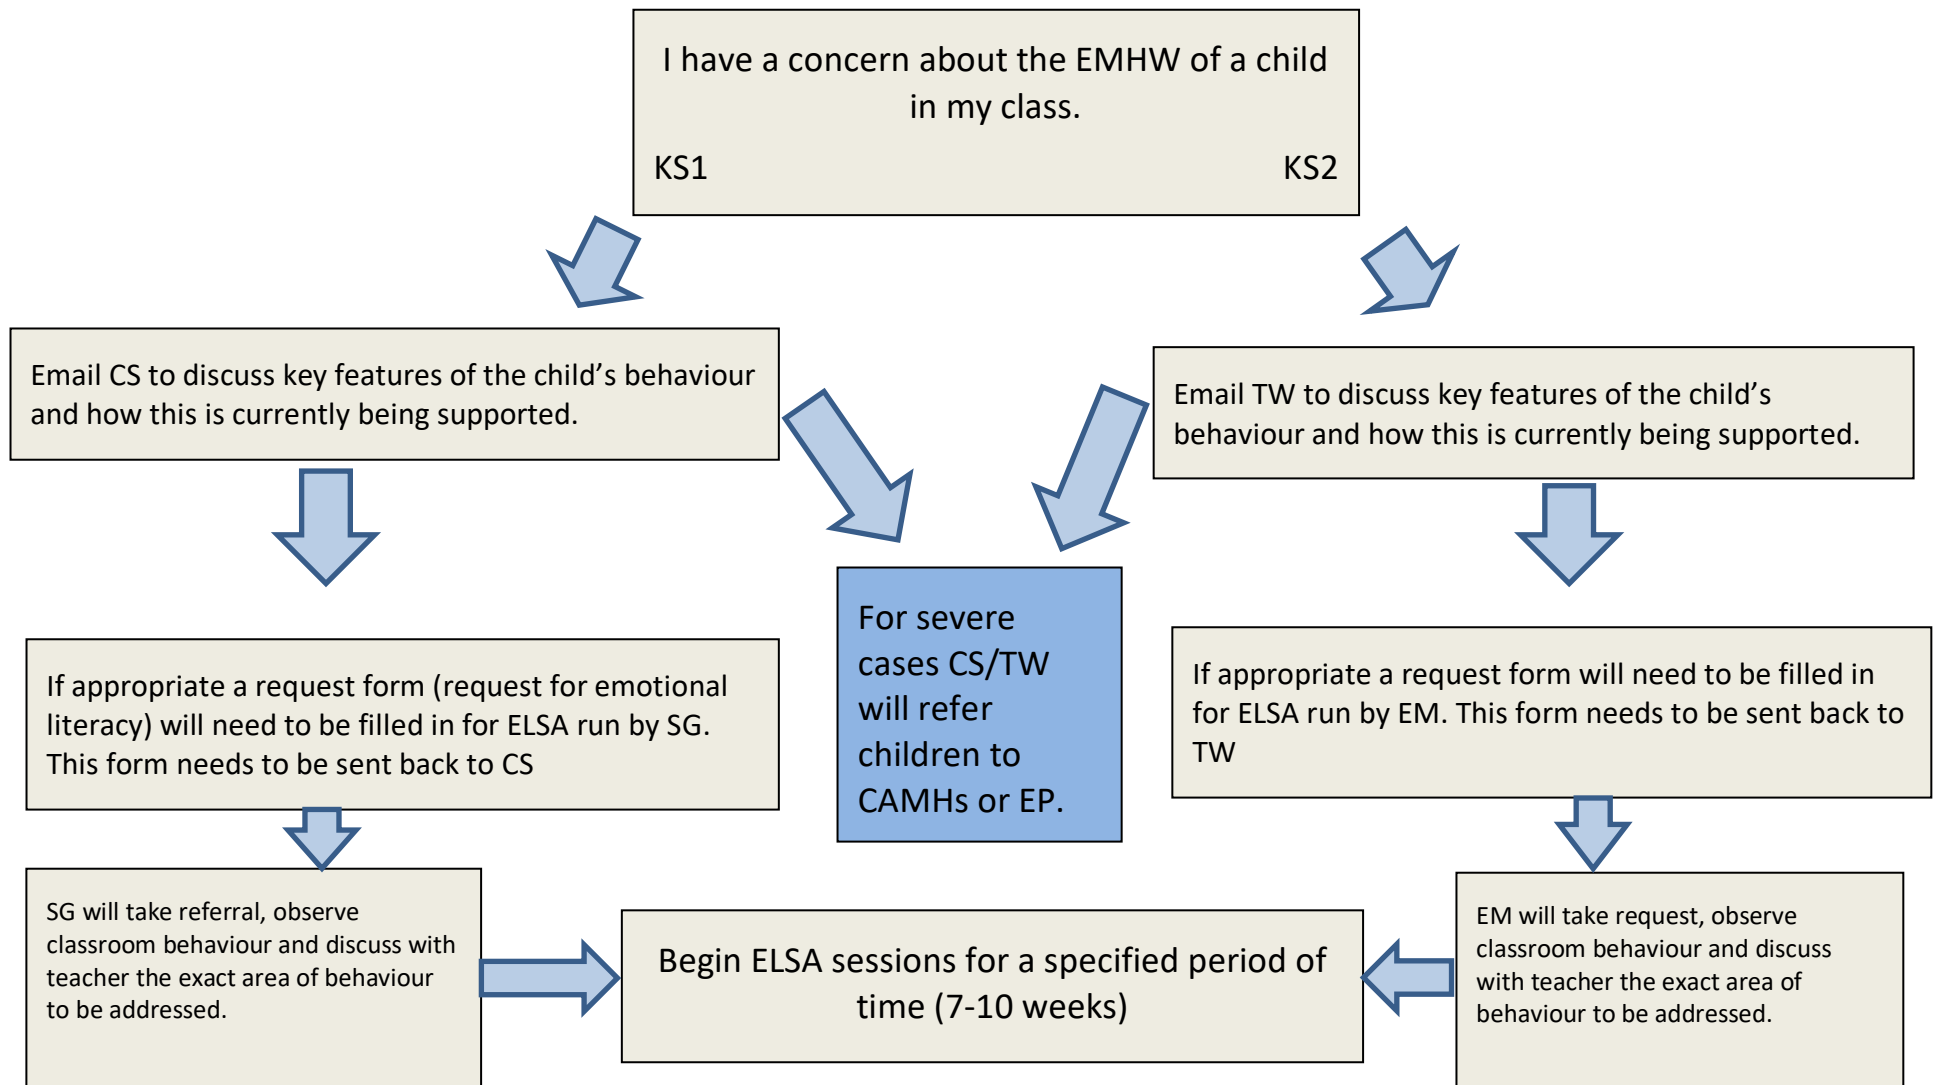 I have a concern about the EMHW of a child
in my class.
KS1 KS2
Email CS to discuss key features of the child’s behaviour
and how this is currently being supported.
Email TW to discuss key features of the child’s
behaviour and how this is currently being supported.
For severe
cases CS/TW
will refer
children to
CAMHs or EP.
If appropriate a request form (request for emotional
literacy) will need to be filled in for ELSA run by SG.
This form needs to be sent back to CS
If appropriate a request form will need to be filled in
for ELSA run by EM. This form needs to be sent back to
TW
SG will take referral, observe
classroom behaviour and discuss with
teacher the exact area of behaviour
to be addressed.
Begin ELSA sessions for a specified period of
time (7-10 weeks)
EM will take request, observe
classroom behaviour and discuss
with teacher the exact area of
behaviour to be addressed.